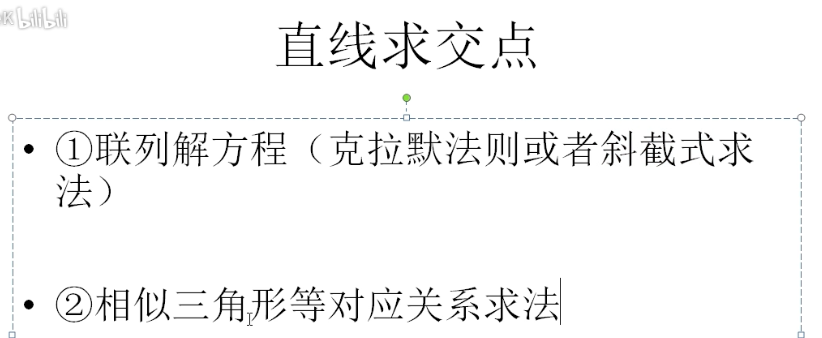 bilibili
直线求交点
• ①联列解方程（克拉默法则或者斜截式求
法）
• ②相似三角形等对应关系求法